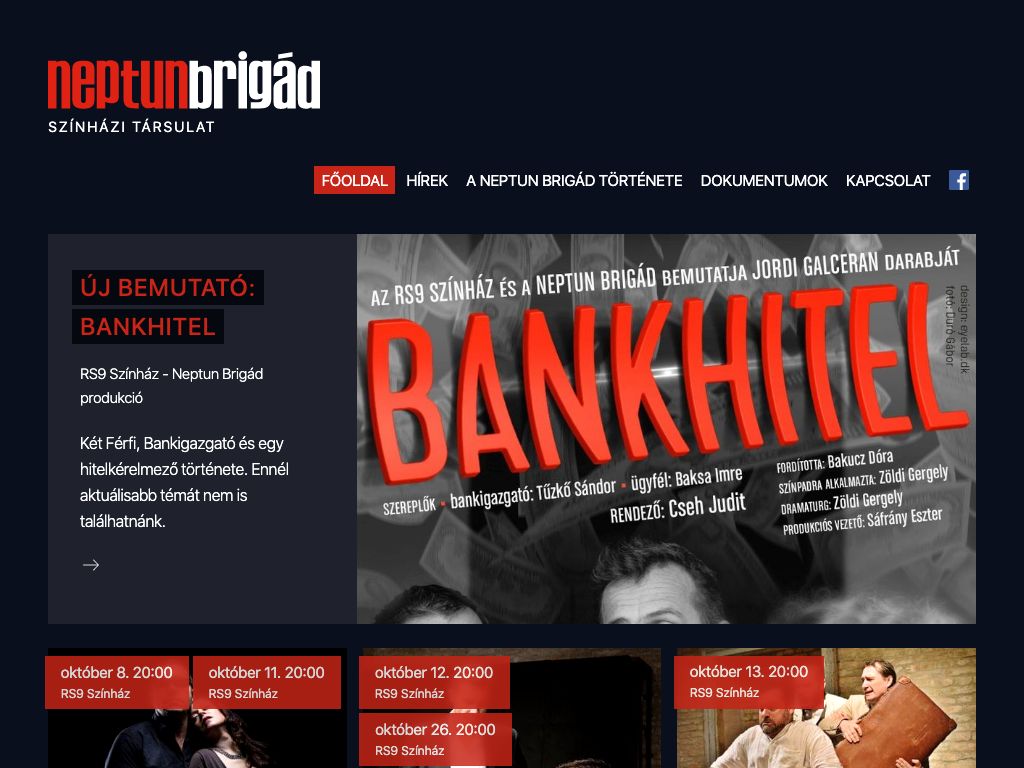 neptunbrigád
SZÍNHÁZI TÁRSULAT
FŐOLDAL HÍREK A NEPTUN BRIGÁD TÖRTÉNETE DOKUMENTUMOK KAPCSOLAT f
ÚJ BEMUTATÓ:
BANKHITEL
RS9 Színház - Neptun Brigád
produkció
Két Férfi, Bankigazgató és egy
hitelkérelmező története. Ennél
aktuálisabb témát nem is
találhatnánk.
AZ RS9 SZÍNHÁZ ÉS A NEPTUN BRIGÁD BEMUTATJA JORDI GALCERAN DARABJÁT
BANKHITEL
design: eyelab.dk
fotó: Duró Gábor
SZEREPLŐK • bankigazgató: Tűzkő Sándor • ügyfél: Baksa Imre
RENDEZŐ: Cseh Judit
FORDÍTOTTA: Bakucz Dóra
SZÍNPADRA ALKALMAZTA: Zöldi Gergely
DRAMATURG: Zöldi Gergely
PRODUKCIÓS VEZETŐ: Sáfrány Eszter
október 8. 20:00
RS9 Színház
október 11. 20:00
RS9 Színház
október 12. 20:00
RS9 Színház
október 26. 20:00
RS9 Színház
október 13. 20:00
RS9 Színház